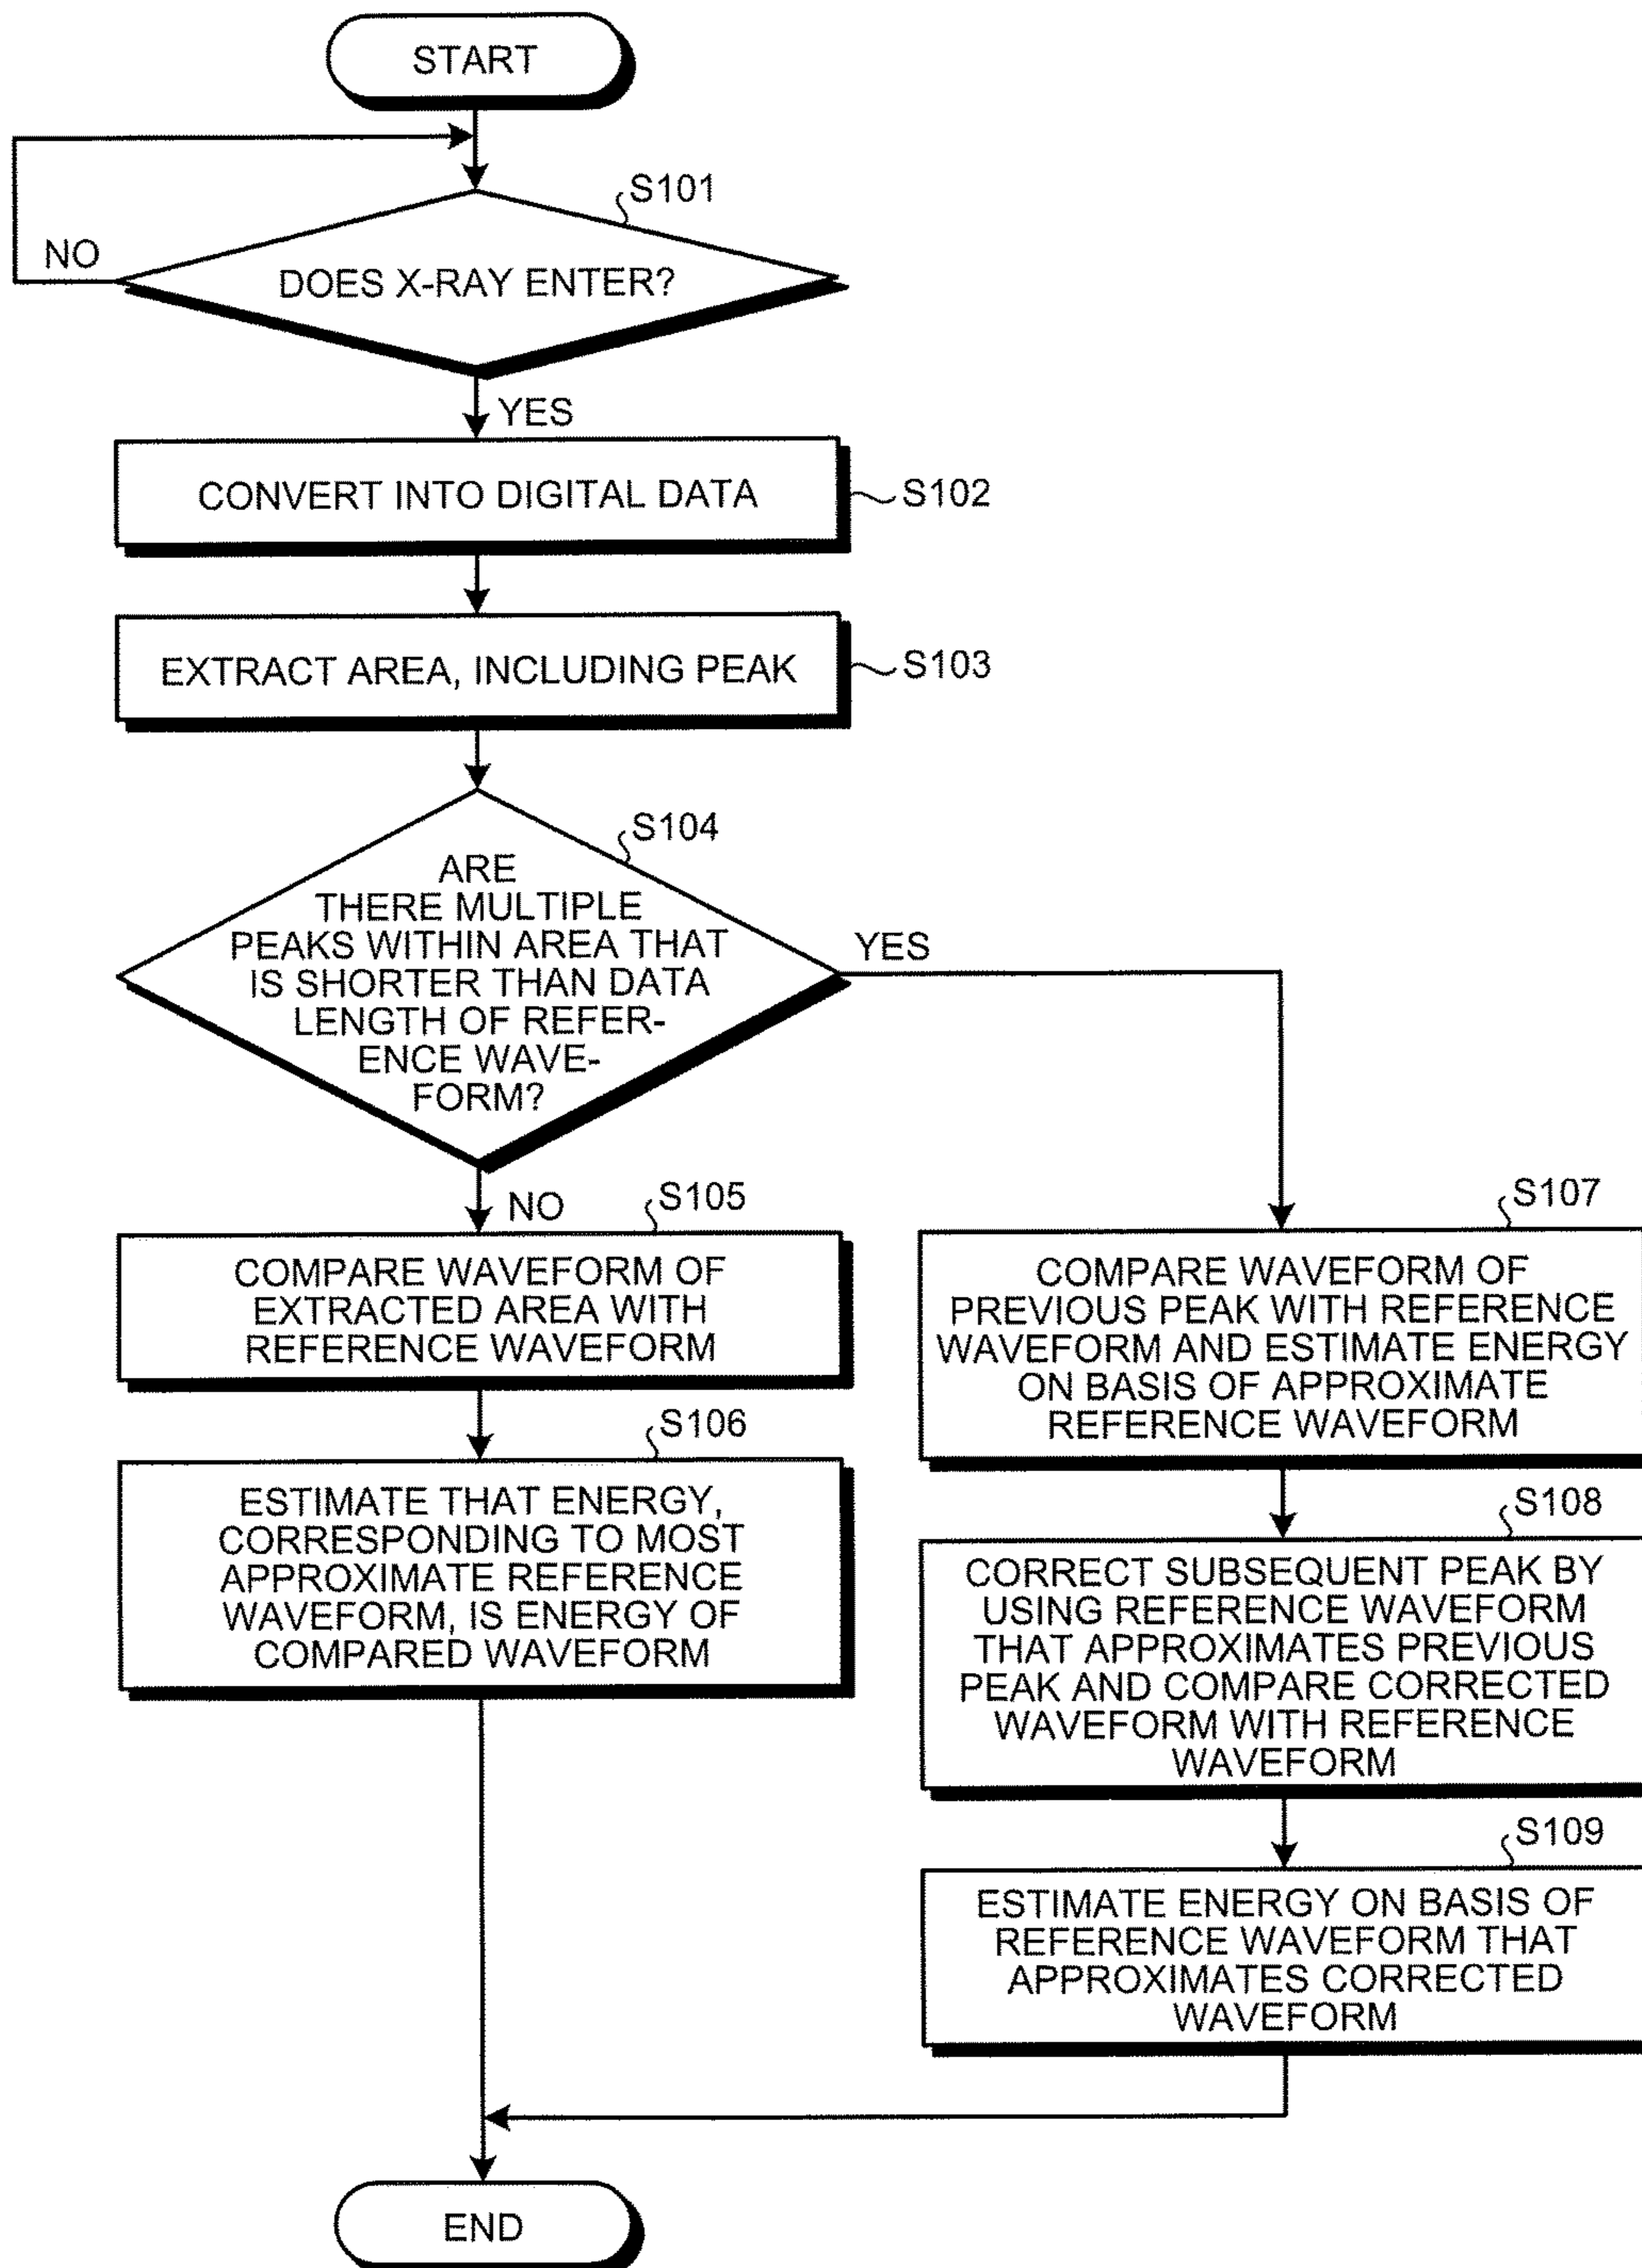 START
S101
NO
DOES X-RAY ENTER?
YES
CONVERT INTO DIGITAL DATA
S102
EXTRACT AREA, INCLUDING PEAK
S103
S104
ARE
THERE MULTIPLE
PEAKS WITHIN AREA THAT
IS SHORTER THAN DATA
LENGTH OF REFER-
ENCE WAVE-
FORM?
YES
NO
S105
COMPARE WAVEFORM OF
EXTRACTED AREA WITH
REFERENCE WAVEFORM
S106
ESTIMATE THAT ENERGY,
CORRESPONDING TO MOST
APPROXIMATE REFERENCE
WAVEFORM, IS ENERGY OF
COMPARED WAVEFORM
S107
COMPARE WAVEFORM OF
PREVIOUS PEAK WITH REFERENCE
WAVEFORM AND ESTIMATE ENERGY
ON BASIS OF APPROXIMATE
REFERENCE WAVEFORM
S108
CORRECT SUBSEQUENT PEAK BY
USING REFERENCE WAVEFORM
THAT APPROXIMATES PREVIOUS
PEAK AND COMPARE CORRECTED
WAVEFORM WITH REFERENCE
WAVEFORM
S109
ESTIMATE ENERGY ON BASIS OF
REFERENCE WAVEFORM THAT
APPROXIMATES CORRECTED
WAVEFORM
END